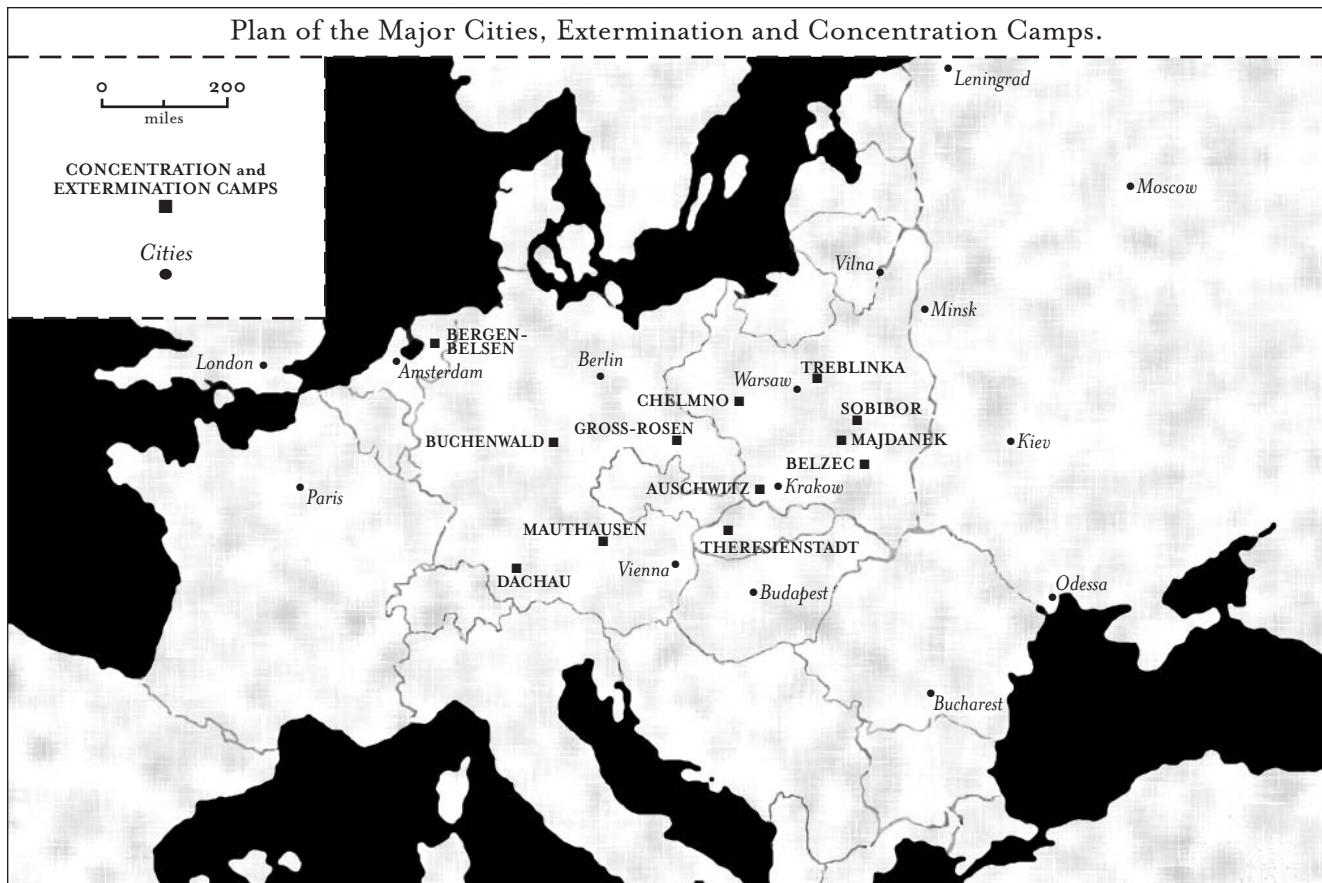 Plan of the Major Cities, Extermination and Concentration Camps.
0 200
miles
CONCENTRATION and
EXTERMINATION CAMPS
Cities
Leningrad
Moscow
Vilna
Minsk
London
Amsterdam
BERGEN-
BELSEN
Berlin
Warsaw
TREBLINKA
CHELMNO
SOBIBOR
GROSS-ROSEN
BUCHENWALD
MAJDANEK
Kiev
BELZEC
AUSCHWITZ
Krakow
Paris
MAUTHAUSEN
THERESIENSTADT
Vienna
DACHAU
Budapest
Odessa
Bucharest